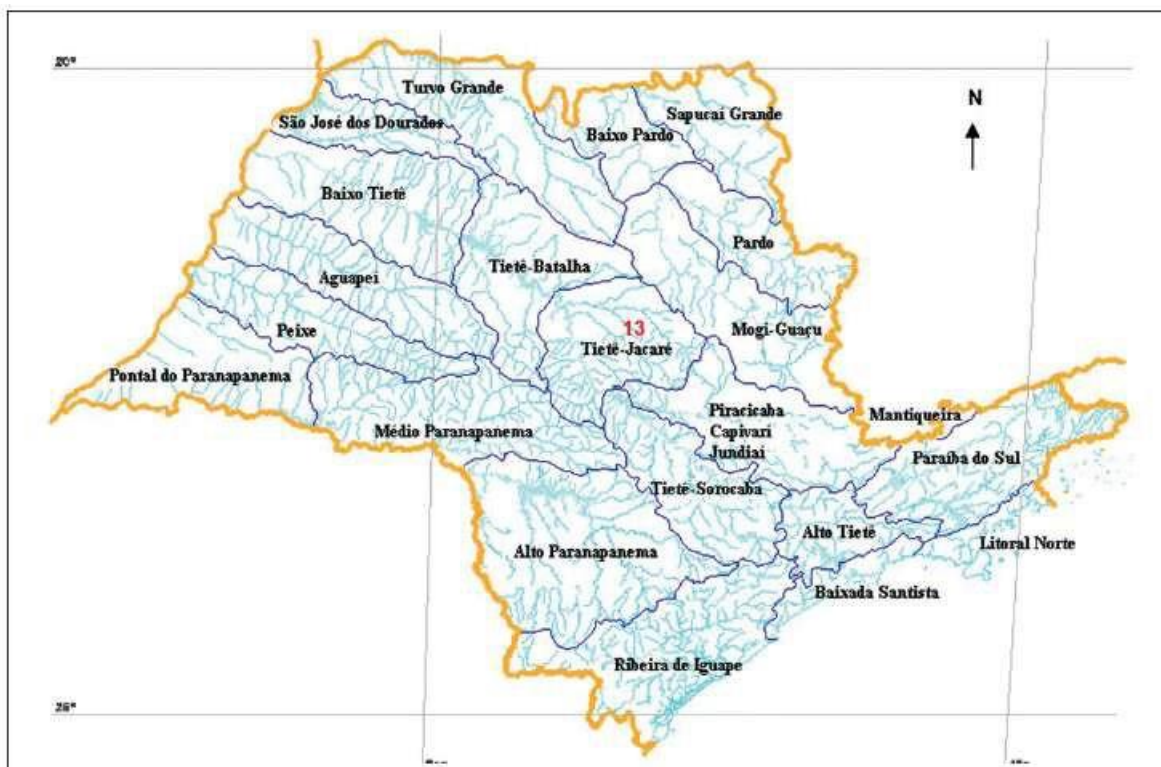 20°
Turvo Grande
N
Sapucaí Grande
São José dos Dourados
Baixo Pardo
Baixo Tietê
Pardo
Tietê-Batalha
Aguapeí
13
Mogi-Guaçu
Peixe
Tietê-Jacaré
Pontal do Paranapanema
Piracicaba
Capivari
Jundiaí
Mantiqueira
Médio Paranapanema
Paraíba do Sul
Tietê-Sorocaba
Alto Tietê
Litoral Norte
Alto Paranapanema
Baixada Santista
Ribeira de Iguape
25°